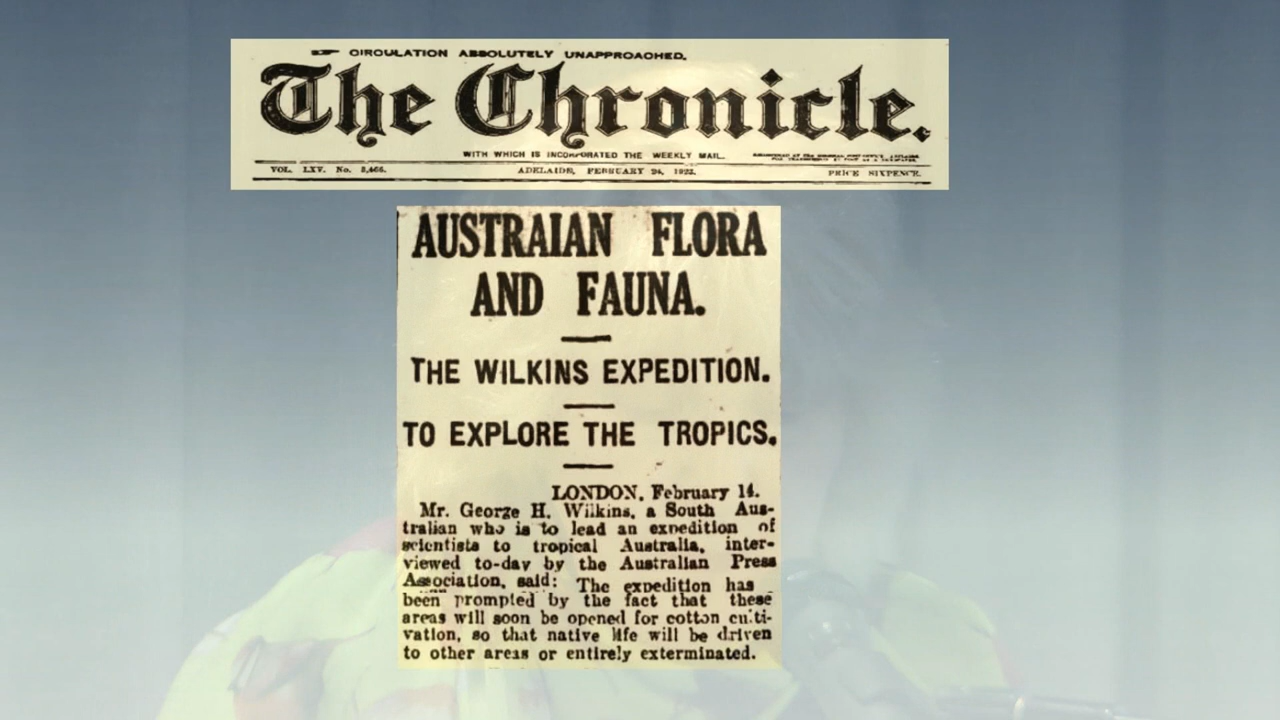 CIRCULATION ABSOLUTELY UNAPPROACHED.
The Chronicle.
WITH WHICH IS INCORPORATED THE WEEKLY MAIL.
VOL. LXV. No. 3,466. ADELAIDE, FEBRUARY 24, 1923. PRICE SIXPENCE.
AUSTRAIAN FLORA
AND FAUNA.
THE WILKINS EXPEDITION.
TO EXPLORE THE TROPICS.
LONDON, February 14.
Mr. George H. Wilkins, a South Aus-
tralian who is to lead an expedition of
scientists to tropical Australia, inter-
viewed to-day by the Australian Press
Association, said: The expedition has
been prompted by the fact that these
areas will soon be opened for cotton culti-
vation, so that native life will be driven
to other areas or entirely exterminated.